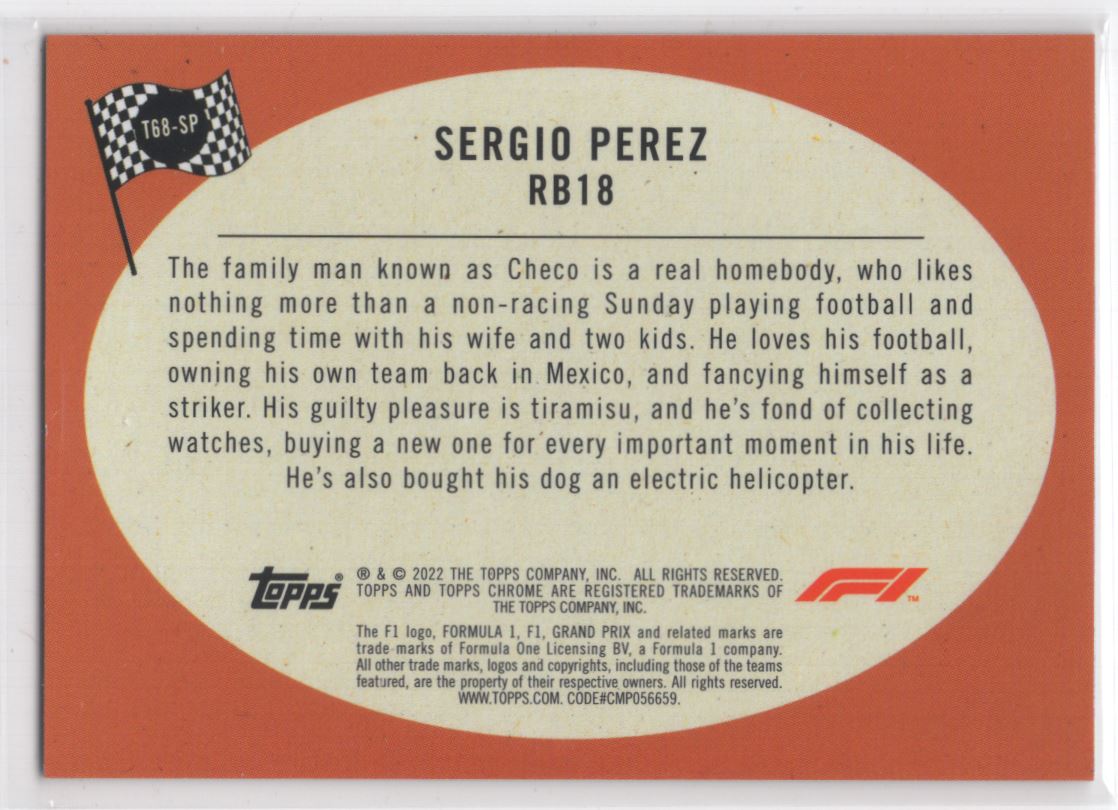 T68-SP
SERGIO PEREZ
RB18
The family man known as Checo is a real homebody, who likes
nothing more than a non-racing Sunday playing football and
spending time with his wife and two kids. He loves his football,
owning his own team back in Mexico, and fancying himself as a
striker. His guilty pleasure is tiramisu, and he's fond of collecting
watches, buying a new one for every important moment in his life.
He's also bought his dog an electric helicopter.
topps®
® & © 2022 THE TOPPS COMPANY, INC. ALL RIGHTS RESERVED.
TOPPS AND TOPPS CHROME ARE REGISTERED TRADEMARKS OF
THE TOPPS COMPANY, INC.
F1 TM
The F1 logo, FORMULA 1, F1, GRAND PRIX and related marks are
trade marks of Formula One Licensing BV, a Formula 1 company.
All other trade marks, logos and copyrights, including those of the teams
featured, are the property of their respective owners. All rights reserved.
WWW.TOPPS.COM. CODE#CMP056659.